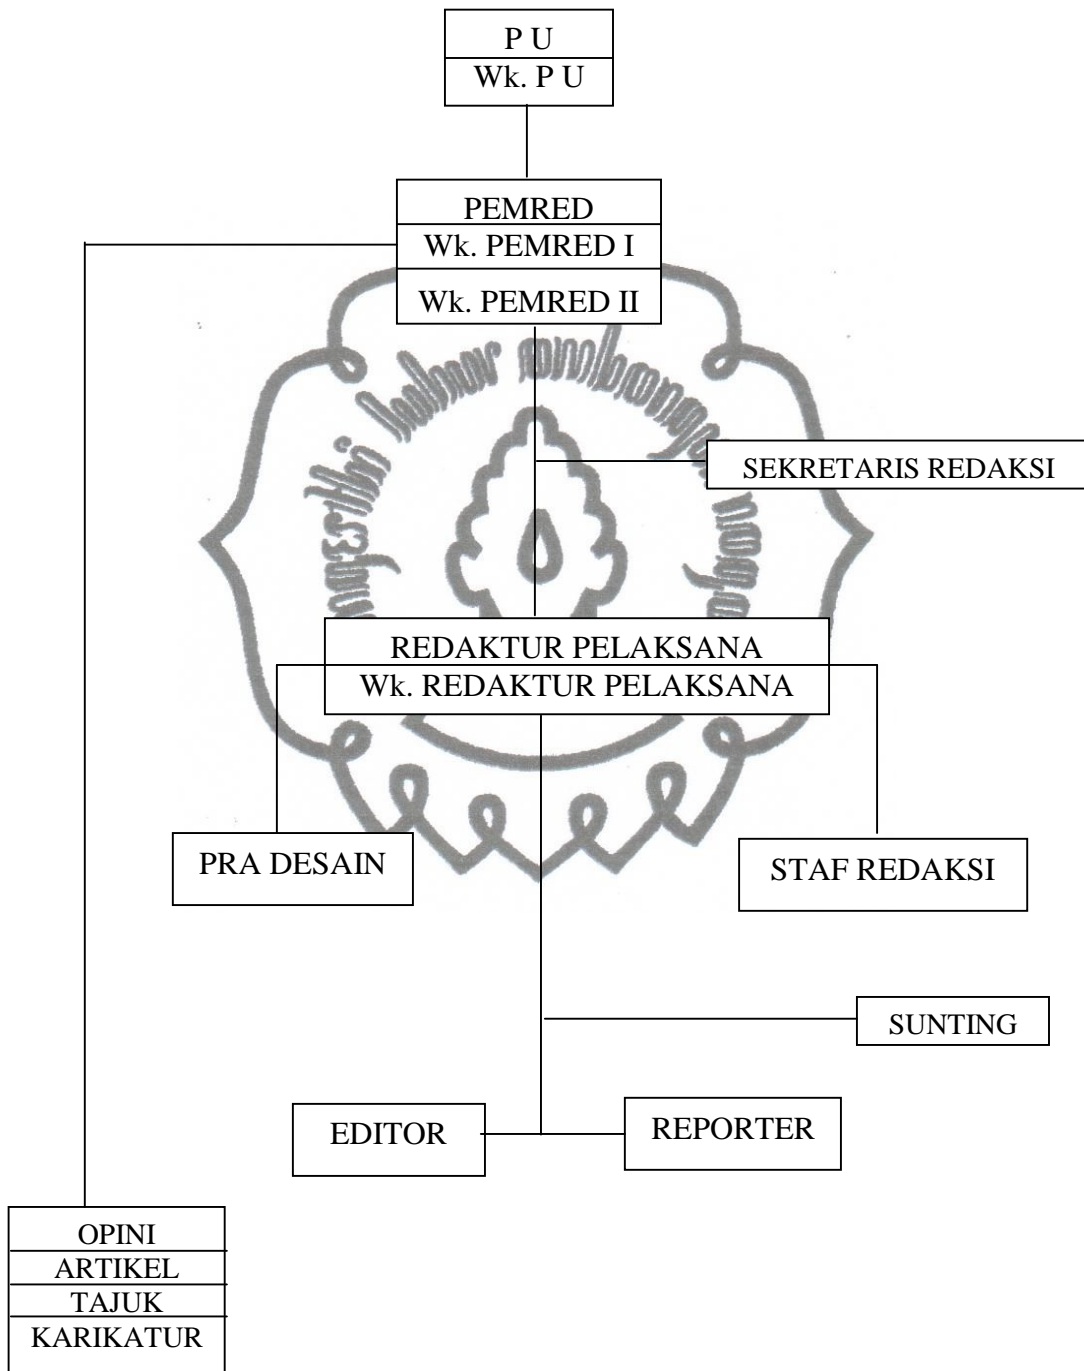 P U
Wk. P U
PEMRED
Wk. PEMRED I
Wk. PEMRED II
SEKRETARIS REDAKSI
REDAKTUR PELAKSANA
Wk. REDAKTUR PELAKSANA
PRA DESAIN
STAF REDAKSI
SUNTING
EDITOR
REPORTER
OPINI
ARTIKEL
TAJUK
KARIKATUR